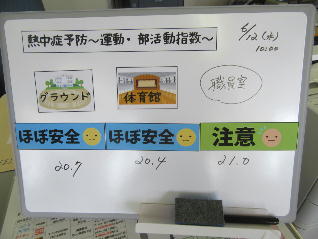 熱中症予防～運動・部活動指数～
6/12(水)
10:00
グラウンド
体育館
職員室
ほぼ安全
ほぼ安全
注意
20.7
20.4
21.0